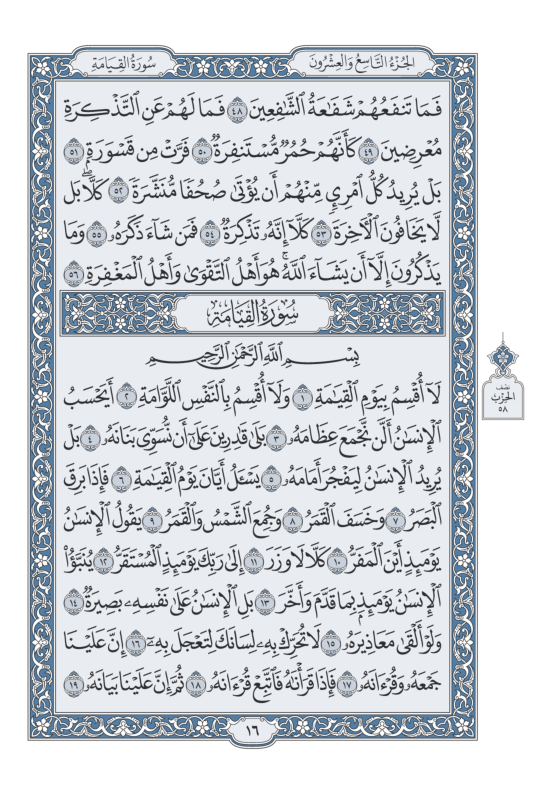 الجُزْءُ التَّاسِعُ وَالعِشْرُونَ
سُورَةُ القِيَامَةِ
فَمَا تَنفَعُهُمْ شَفَٰعَةُ ٱلشَّٰفِعِينَ ٤٨ فَمَا لَهُمْ عَنِ ٱلتَّذْكِرَةِ
مُعْرِضِينَ ٤٩ كَأَنَّهُمْ حُمُرٌ مُّسْتَنفِرَةٌ ٥٠ فَرَّتْ مِن قَسْوَرَةٍۭ ٥١
بَلْ يُرِيدُ كُلُّ ٱمْرِئٍ مِّنْهُمْ أَن يُؤْتَىٰ صُحُفًا مُّنَشَّرَةً ٥٢ كَلَّاۖ بَل
لَّا يَخَافُونَ ٱلْأَخِرَةَ ٥٣ كَلَّآ إِنَّهُۥ تَذْكِرَةٌ ٥٤ فَمَن شَآءَ ذَكَرَهُۥ ٥٥ وَمَا
يَذْكُرُونَ إِلَّآ أَن يَشَآءَ ٱللَّهُۚ هُوَ أَهْلُ ٱلتَّقْوَىٰ وَأَهْلُ ٱلْمَغْفِرَةِ ٥٦
سُورَةُ القِيَامَةِ
بِسْمِ ٱللَّهِ ٱلرَّحْمَٰنِ ٱلرَّحِيمِ
لَآ أُقْسِمُ بِيَوْمِ ٱلْقِيَٰمَةِ ١ وَلَآ أُقْسِمُ بِٱلنَّفْسِ ٱللَّوَّامَةِ ٢ أَيَحْسَبُ
ٱلْإِنسَٰنُ أَلَّن نَّجْمَعَ عِظَامَهُۥ ٣ بَلَىٰ قَٰدِرِينَ عَلَىٰٓ أَن نُّسَوِّيَ بَنَانَهُۥ ٤ بَلْ
يُرِيدُ ٱلْإِنسَٰنُ لِيَفْجُرَ أَمَامَهُۥ ٥ يَسْـَٔلُ أَيَّانَ يَوْمُ ٱلْقِيَٰمَةِ ٦ فَإِذَا بَرِقَ
ٱلْبَصَرُ ٧ وَخَسَفَ ٱلْقَمَرُ ٨ وَجُمِعَ ٱلشَّمْسُ وَٱلْقَمَرُ ٩ يَقُولُ ٱلْإِنسَٰنُ
يَوْمَئِذٍ أَيْنَ ٱلْمَفَرُّ ١٠ كَلَّا لَا وَزَرَ ١١ إِلَىٰ رَبِّكَ يَوْمَئِذٍ ٱلْمُسْتَقَرُّ ١٢ يُنَبَّؤُاْ
ٱلْإِنسَٰنُ يَوْمَئِذٍۭ بِمَا قَدَّمَ وَأَخَّرَ ١٣ بَلِ ٱلْإِنسَٰنُ عَلَىٰ نَفْسِهِۦ بَصِيرَةٌ ١٤
وَلَوْ أَلْقَىٰ مَعَاذِيرَهُۥ ١٥ لَا تُحَرِّكْ بِهِۦ لِسَانَكَ لِتَعْجَلَ بِهِۦٓ ١٦ إِنَّ عَلَيْنَا
جَمْعَهُۥ وَقُرْءَانَهُۥ ١٧ فَإِذَا قَرَأْنَٰهُ فَٱتَّبِعْ قُرْءَانَهُۥ ١٨ ثُمَّ إِنَّ عَلَيْنَا بَيَانَهُۥ ١٩
نصف
الحزب
٥٨
١٦